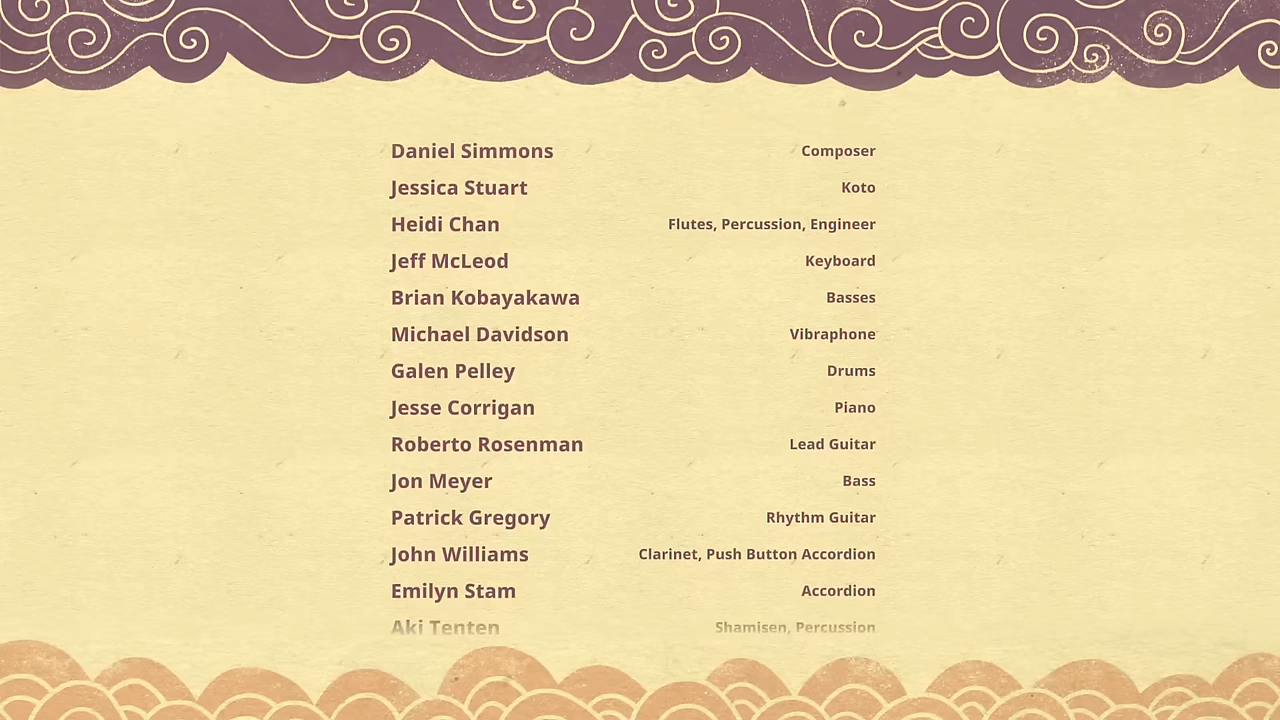 Daniel Simmons Composer
Jessica Stuart Koto
Heidi Chan Flutes, Percussion, Engineer
Jeff McLeod Keyboard
Brian Kobayakawa Basses
Michael Davidson Vibraphone
Galen Pelley Drums
Jesse Corrigan Piano
Roberto Rosenman Lead Guitar
Jon Meyer Bass
Patrick Gregory Rhythm Guitar
John Williams Clarinet, Push Button Accordion
Emilyn Stam Accordion
Aki Tenten Shamisen, Percussion